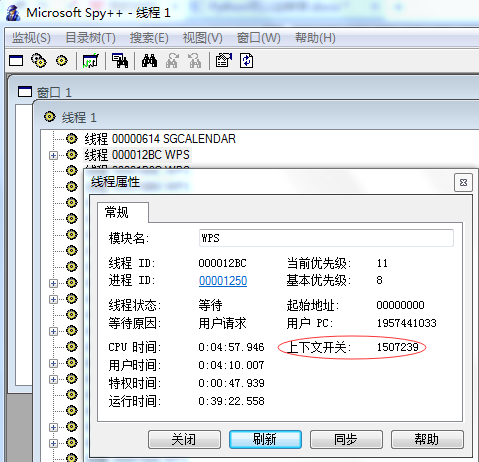 Microsoft Spy++ - 线程 1
监视(S) 目录树(T) 搜索(E) 视图(V) 窗口(W) 帮助(H)
窗口 1
线程 1
线程 00000614 SGCALENDAR
线程 000012BC WPS
线程属性
常规
模块名: WPS
线程 ID: 000012BC 当前优先级: 11
进程 ID: 00001250 基本优先级: 8
线程状态: 等待 起始地址: 00000000
等待原因: 用户请求 用户 PC: 1957441033
CPU 时间: 0:04:57.946 上下文开关: 1507239
用户时间: 0:04:10.007
特权时间: 0:00:47.939
运行时间: 0:39:22.558
关闭 刷新 同步 帮助